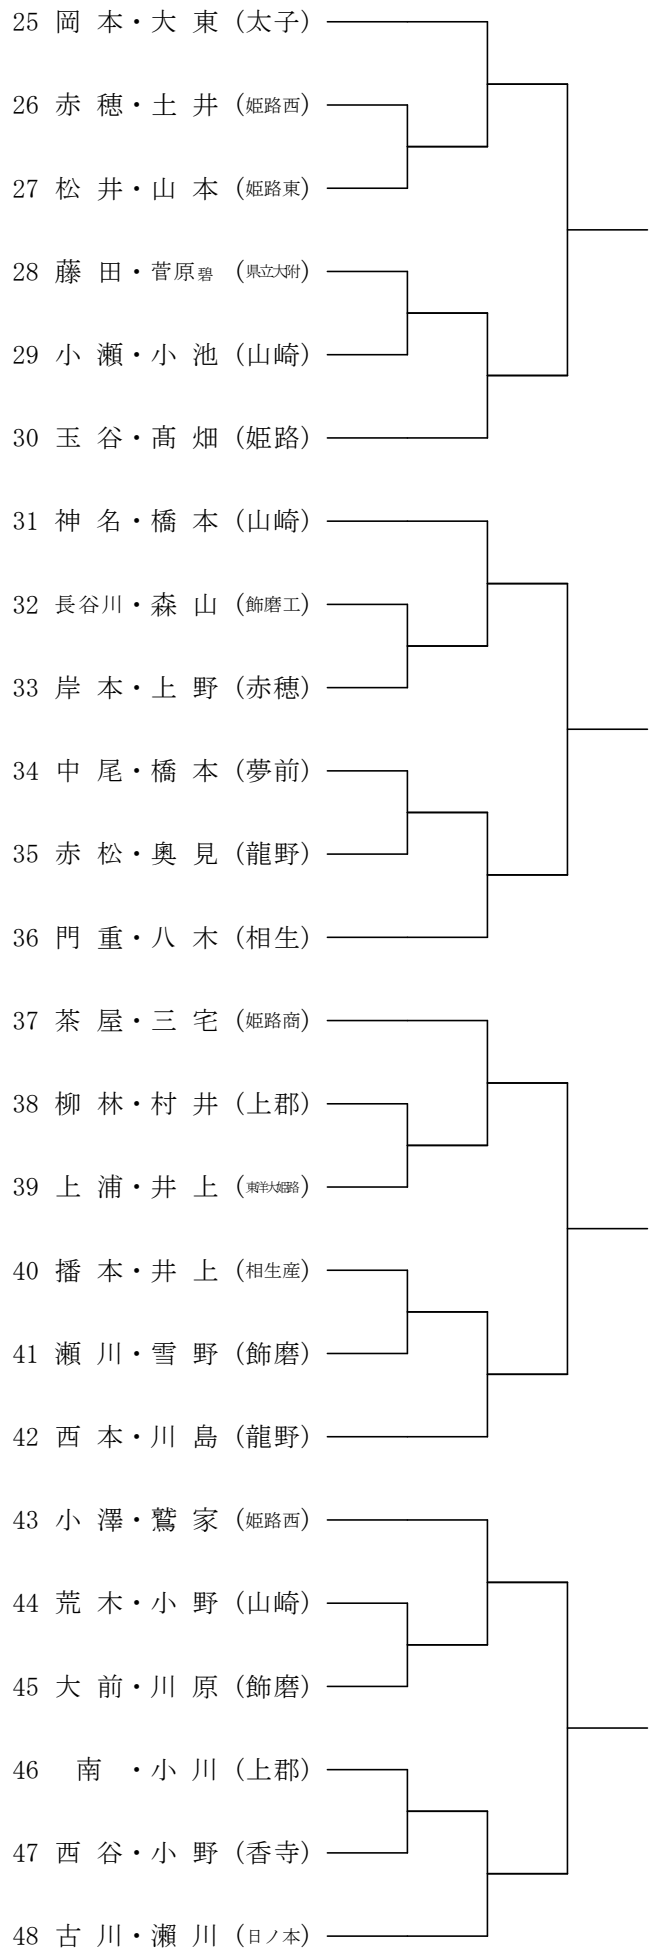 25 岡 本・大 東 (太子)
26 赤 穂・土 井 (姫路西)
27 松 井・山 本 (姫路東)
28 藤 田・菅原碧 (県立大附)
29 小 瀬・小 池 (山崎)
30 玉 谷・髙 畑 (姫路)
31 神 名・橋 本 (山崎)
32 長谷川・森 山 (飾磨工)
33 岸 本・上 野 (赤穂)
34 中 尾・橋 本 (夢前)
35 赤 松・奥 見 (龍野)
36 門 重・八 木 (相生)
37 茶 屋・三 宅 (姫路商)
38 柳 林・村 井 (上郡)
39 上 浦・井 上 (東洋大姫路)
40 播 本・井 上 (相生産)
41 瀬 川・雪 野 (飾磨)
42 西 本・川 島 (龍野)
43 小 澤・鷲 家 (姫路西)
44 荒 木・小 野 (山崎)
45 大 前・川 原 (飾磨)
46 南 ・小 川 (上郡)
47 西 谷・小 野 (香寺)
48 古 川・瀨 川 (日ノ本)